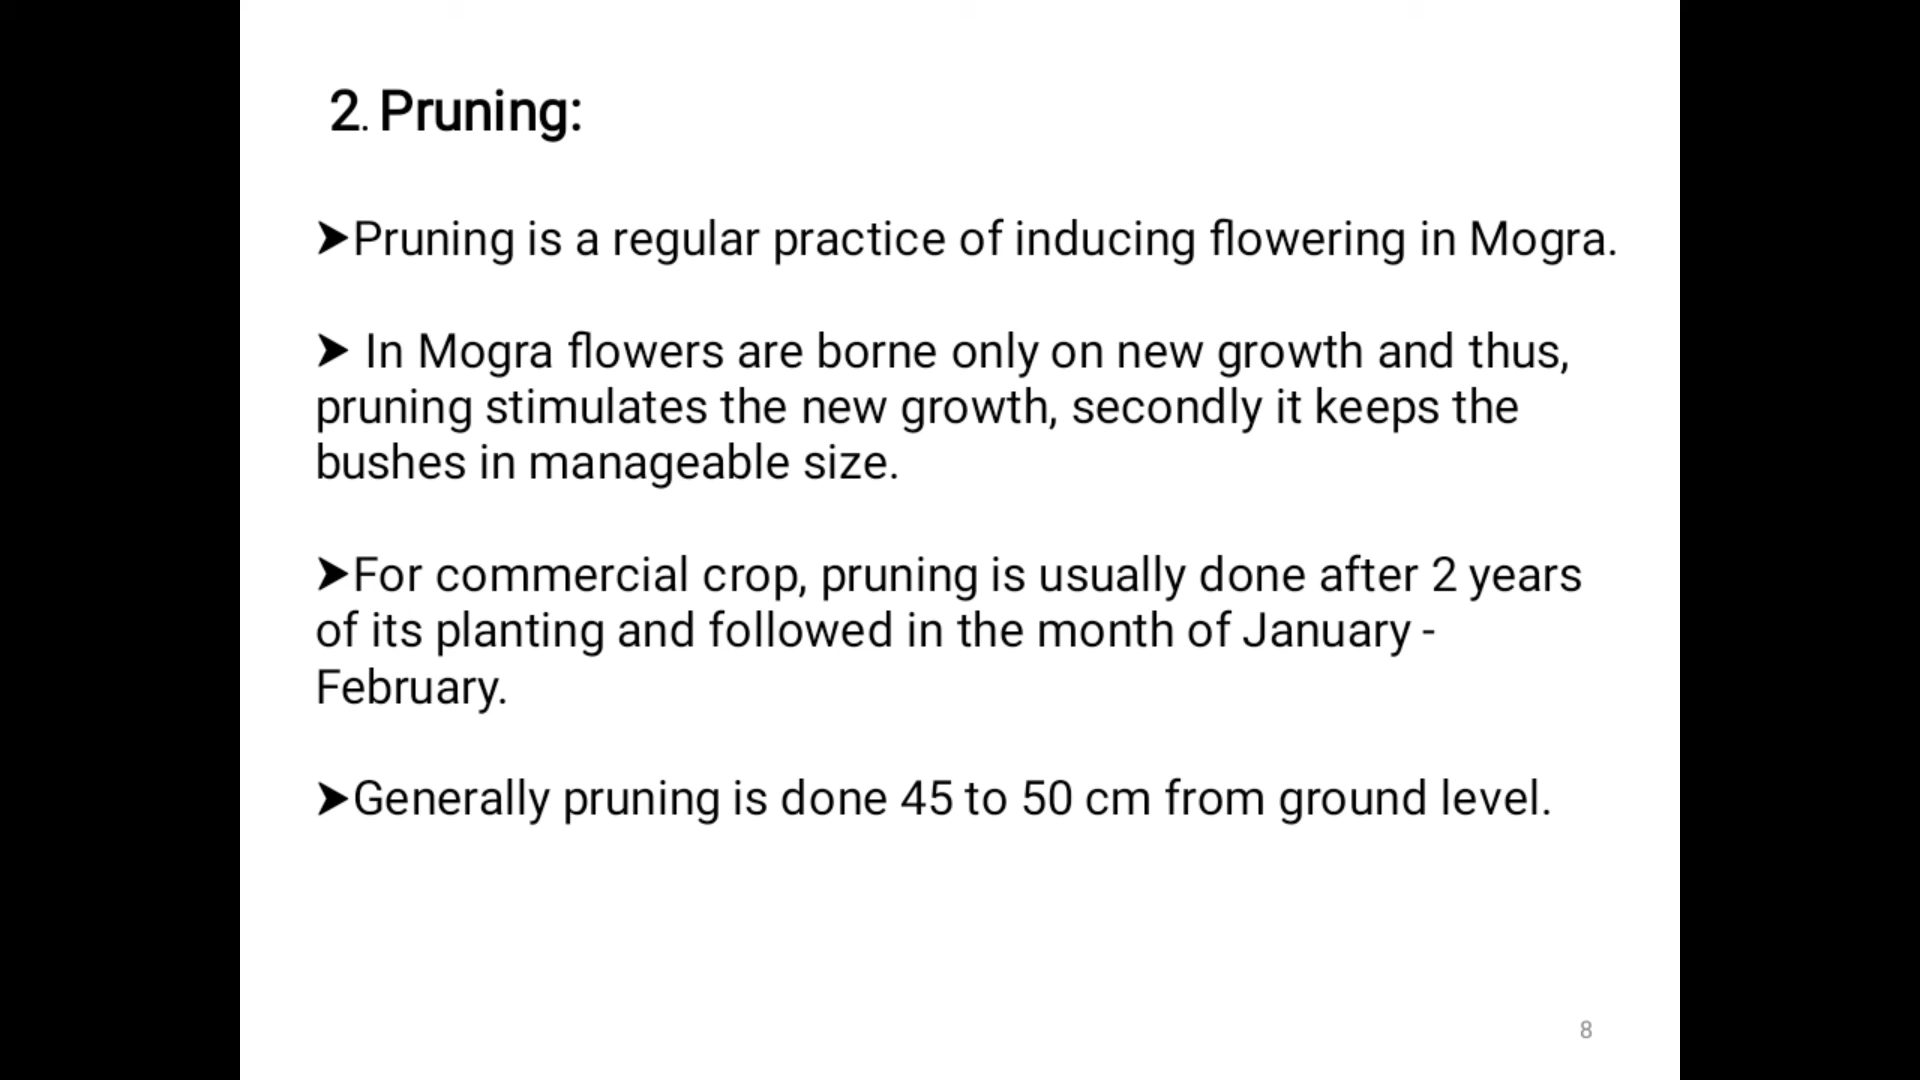 2. Pruning:
➤Pruning is a regular practice of inducing flowering in Mogra.
➤ In Mogra flowers are borne only on new growth and thus,
pruning stimulates the new growth, secondly it keeps the
bushes in manageable size.
➤For commercial crop, pruning is usually done after 2 years
of its planting and followed in the month of January -
February.
➤Generally pruning is done 45 to 50 cm from ground level.
8